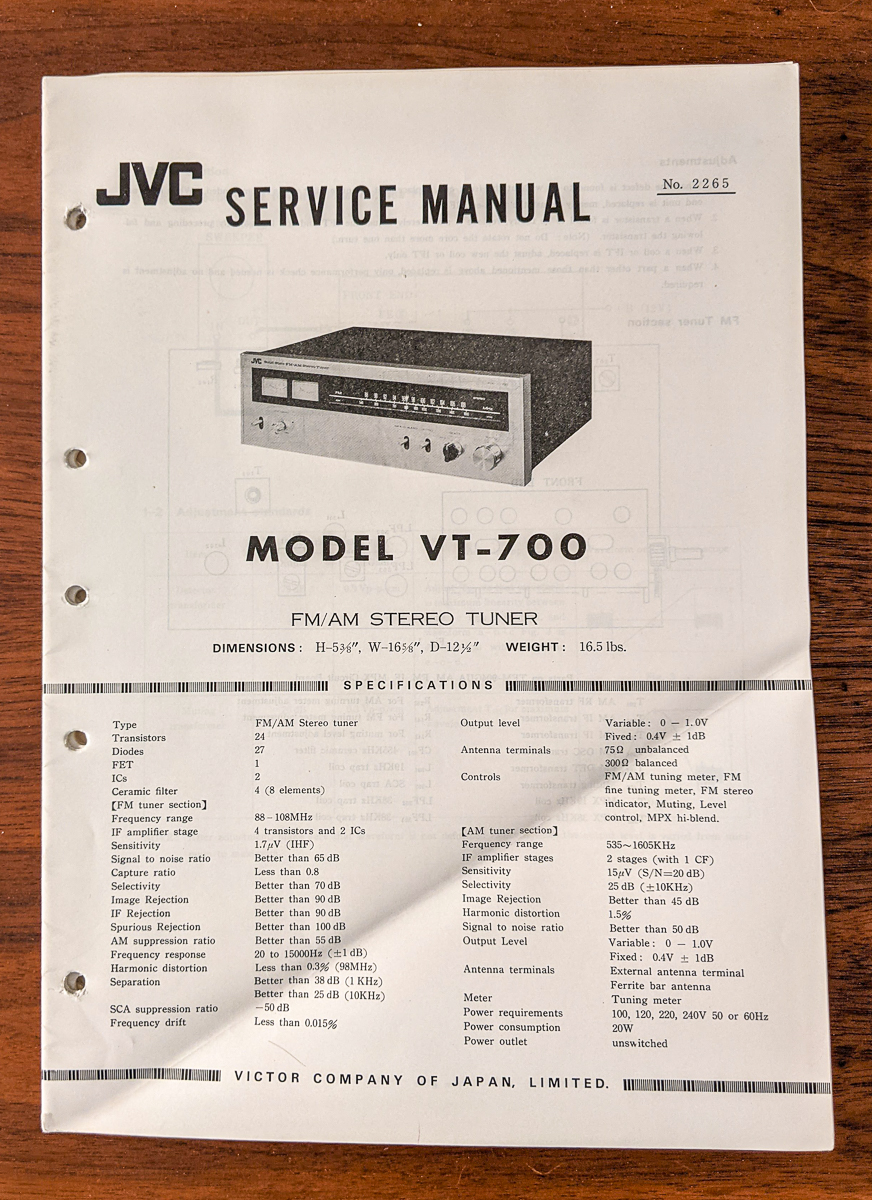 JVC SERVICE MANUAL
No. 2265
JVC
MODEL VT-700
FM/AM STEREO TUNER
DIMENSIONS : H-5⅜", W-16⅝", D-12½" WEIGHT : 16.5 lbs.
SPECIFICATIONS
Type FM/AM Stereo tuner
Transistors 24
Diodes 27
FET 1
ICs 2
Ceramic filter 4 (8 elements)
【FM tuner section】
Frequency range 88-108MHz
IF amplifier stage 4 transistors and 2 ICs
Sensitivity 1.7μV (IHF)
Signal to noise ratio Better than 65 dB
Capture ratio Less than 0.8
Selectivity Better than 70 dB
Image Rejection Better than 90 dB
IF Rejection Better than 90 dB
Spurious Rejection Better than 100 dB
AM suppression ratio Better than 55 dB
Frequency response 20 to 15000Hz (±1 dB)
Harmonic distortion Less than 0.3% (98MHz)
Separation Better than 38 dB (1 KHz)
Better than 25 dB (10KHz)
SCA suppression ratio −50 dB
Frequency drift Less than 0.015%
Output level Variable : 0 − 1.0V
Fived : 0.4V ± 1dB
Antenna terminals 75Ω unbalanced
300Ω balanced
Controls FM/AM tuning meter, FM
fine tuning meter, FM stereo
indicator, Muting, Level
control, MPX hi-blend.
【AM tuner section】
Ferquency range 535~1605KHz
IF amplifier stages 2 stages (with 1 CF)
Sensitivity 15μV (S/N=20 dB)
Selectivity 25 dB (±10KHz)
Image Rejection Better than 45 dB
Harmonic distortion 1.5%
Signal to noise ratio Better than 50 dB
Output Level Variable : 0 − 1.0V
Fixed : 0.4V ± 1dB
Antenna terminals External antenna terminal
Ferrite bar antenna
Meter Tuning meter
Power requirements 100, 120, 220, 240V 50 or 60Hz
Power consumption 20W
Power outlet unswitched
VICTOR COMPANY OF JAPAN, LIMITED.